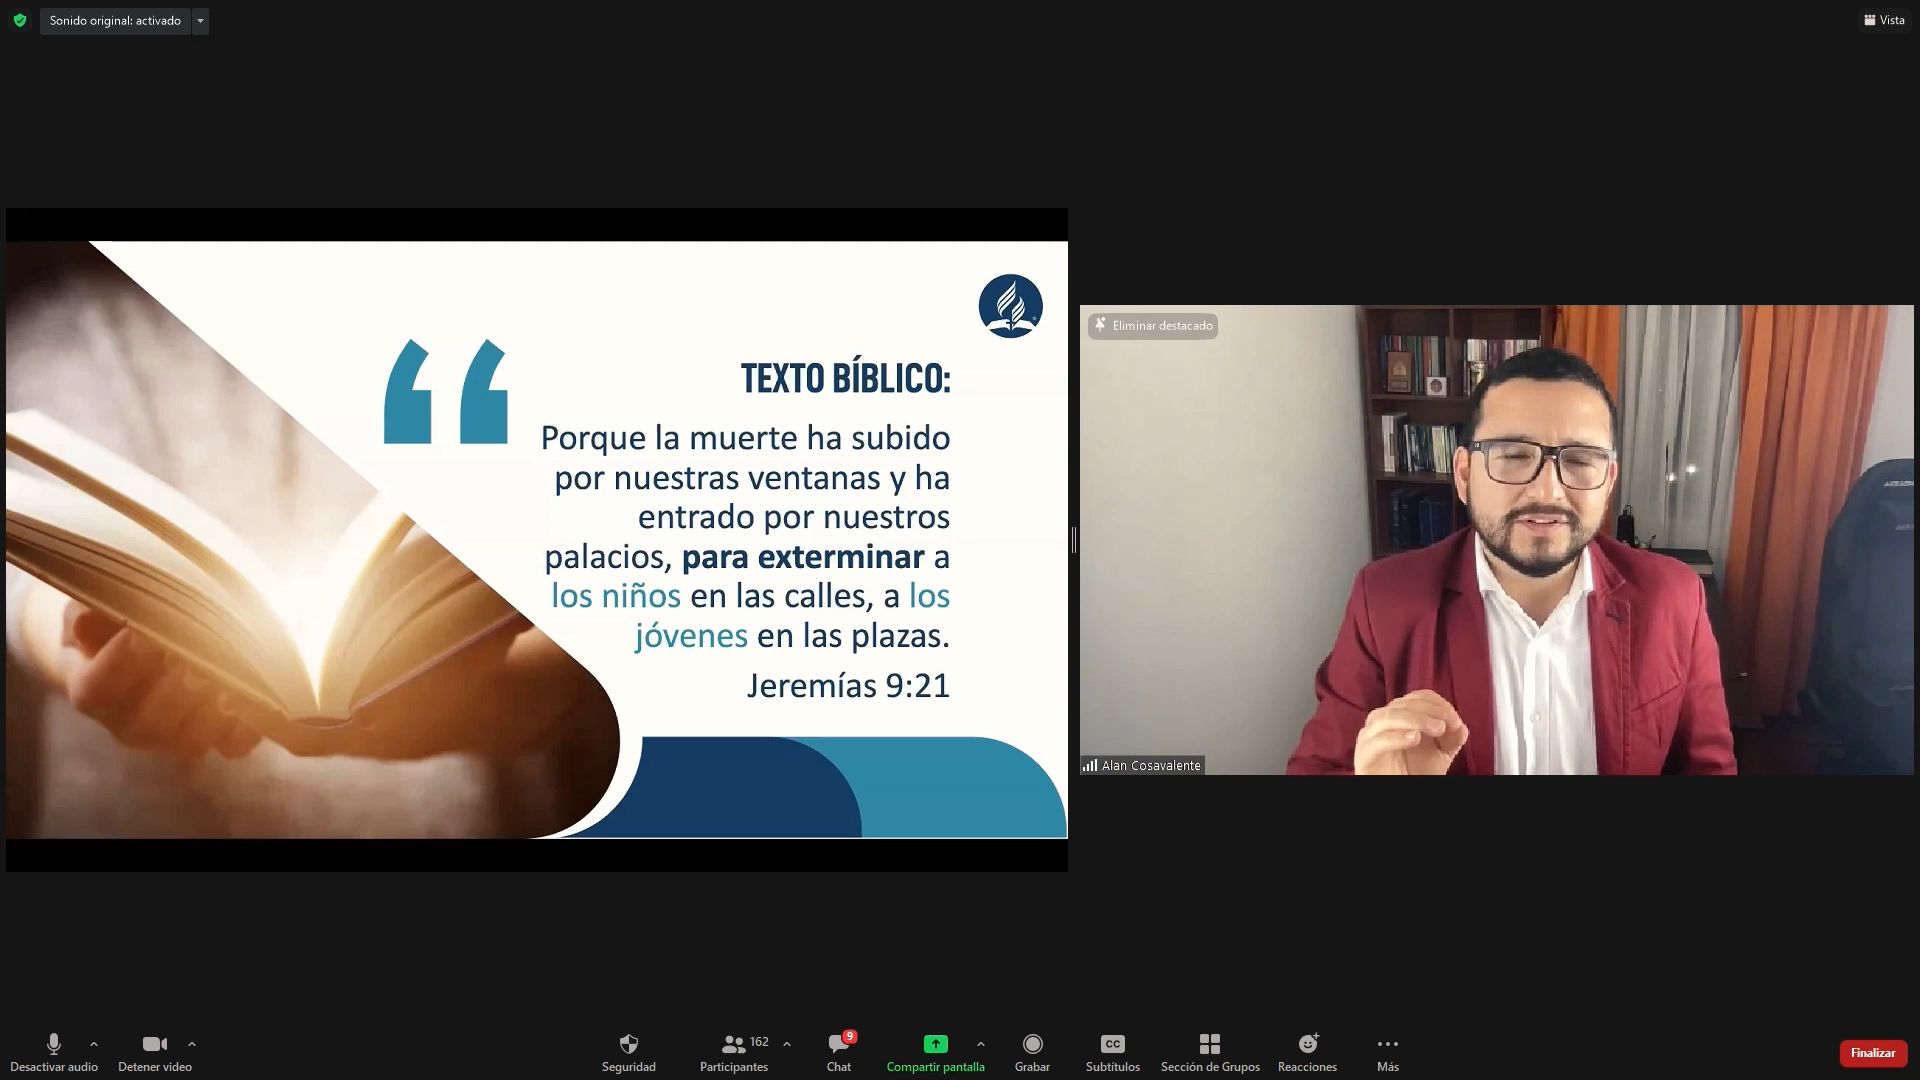 Sonido original: activado
Vista
TEXTO BÍBLICO:
Porque la muerte ha subido
por nuestras ventanas y ha
entrado por nuestros
palacios, para exterminar a
los niños en las calles, a los
jóvenes en las plazas.
Jeremías 9:21
Eliminar destacado
Alan Cosavalente
Desactivar audio
Detener video
Seguridad
162
Participantes
9
Chat
Compartir pantalla
Grabar
CC
Subtítulos
Sección de Grupos
Reacciones
Más
Finalizar